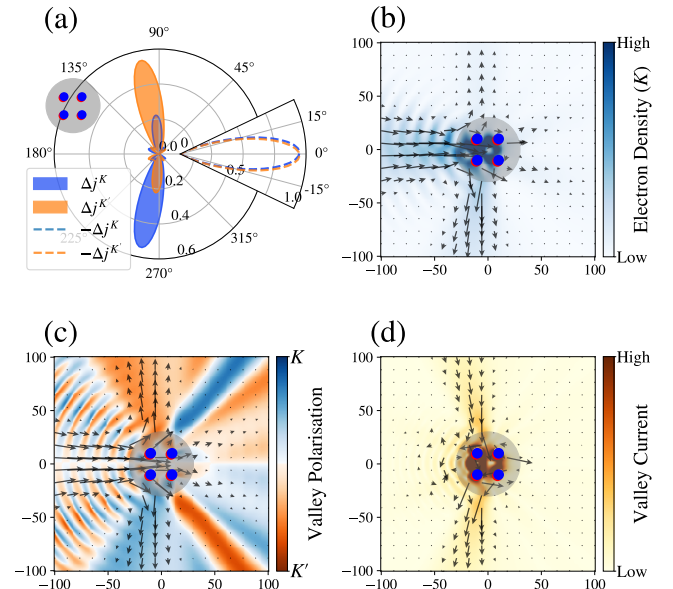 (a)
90°
135°
45°
15°
180°
0.0
0
0°
0.5
0.2
-15°
1.0
0.4
225°
315°
0.6
270°
Δj^K
Δj^K'
−Δj^K
−Δj^K'
(b)
100
50
0
−50
−100
−100 −50 0 50 100
High
Low
Electron Density (K)
(c)
100
50
0
−50
−100
−100 −50 0 50 100
K
K'
Valley Polarisation
(d)
100
50
0
−50
−100
−100 −50 0 50 100
High
Low
Valley Current